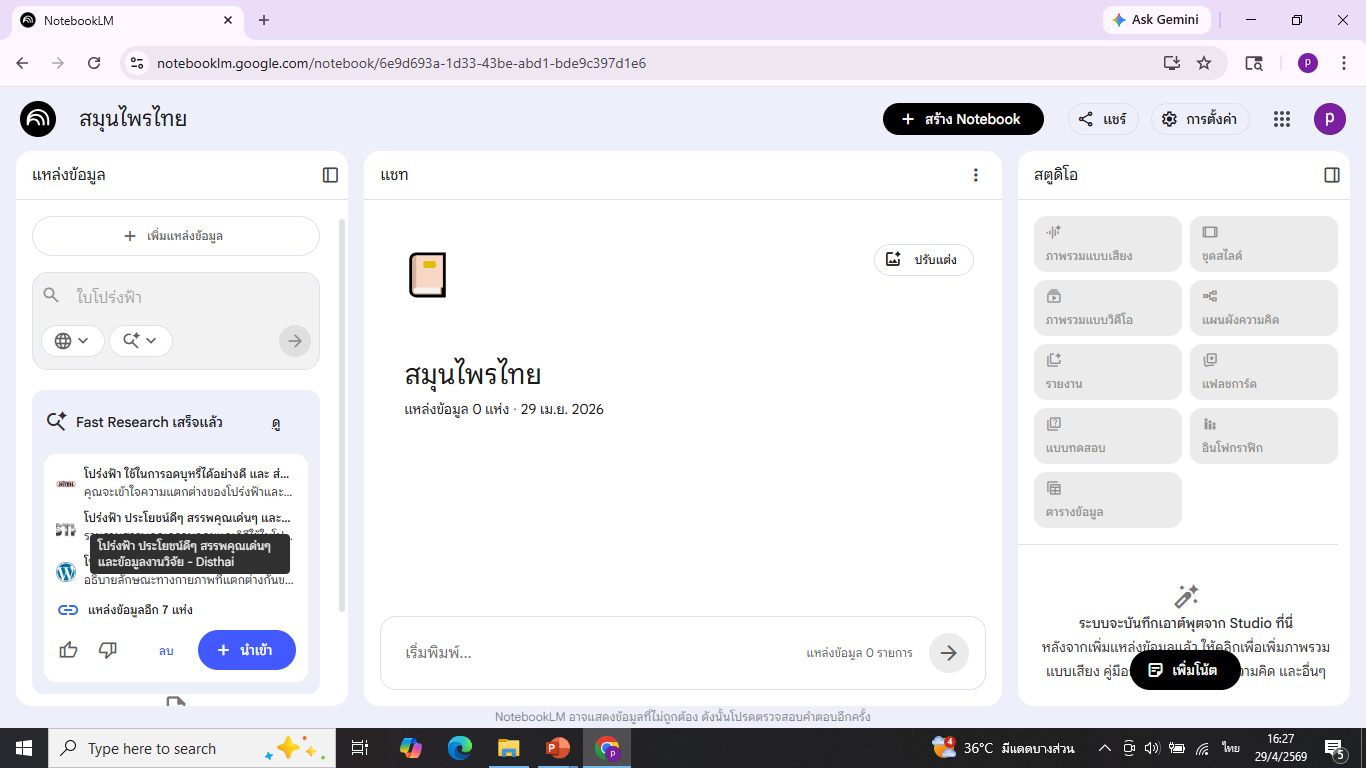 NotebookLM
Ask Gemini
notebooklm.google.com/notebook/6e9d693a-1d33-43be-abd1-bde9c397d1e6
p
สมุนไพรไทย
สร้าง Notebook
แชร์
การตั้งค่า
p
แหล่งข้อมูล
เพิ่มแหล่งข้อมูล
ใบโปร่งฟ้า
Fast Research เสร็จแล้ว
ดู
โปร่งฟ้า ใช้ในการอดบุหรี่ได้อย่างดี และ ส่...
คุณจะเข้าใจความแตกต่างของโปร่งฟ้าและ...
โปร่งฟ้า ประโยชน์ดีๆ สรรพคุณเด่นๆ และ...
โปร่งฟ้า ประโยชน์ดีๆ สรรพคุณเด่นๆ
และข้อมูลงานวิจัย - Disthai
อธิบายลักษณะทางกายภาพที่แตกต่างกันข...
แหล่งข้อมูลอีก 7 แห่ง
ลบ
นำเข้า
แชท
ปรับแต่ง
สมุนไพรไทย
แหล่งข้อมูล 0 แห่ง · 29 เม.ย. 2026
เริ่มพิมพ์...
แหล่งข้อมูล 0 รายการ
NotebookLM อาจแสดงข้อมูลที่ไม่ถูกต้อง ดังนั้นโปรดตรวจสอบคำตอบอีกครั้ง
สตูดิโอ
ภาพรวมแบบเสียง
ชุดสไลด์
ภาพรวมแบบวิดีโอ
แผนผังความคิด
รายงาน
แฟลชการ์ด
แบบทดสอบ
อินโฟกราฟิก
ตารางข้อมูล
ระบบจะบันทึกเอาต์พุตจาก Studio ที่นี่
หลังจากเพิ่มแหล่งข้อมูลแล้ว ให้คลิกเพื่อเพิ่มภาพรวม
แบบเสียง คู่มือ
วามคิด และอื่นๆ
เพิ่มโน้ต
Type here to search
4
36°C มีแดดบางส่วน
ไทย
16:27
29/4/2569
5